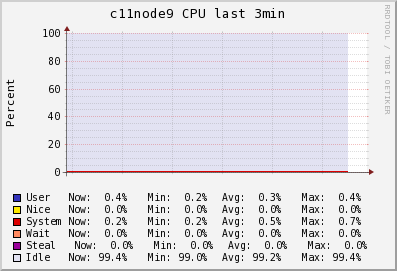 c11node9 CPU last 3min
RRDTOOL / TOBI OETIKER
Percent
100
80
60
40
20
0
User Now: 0.4% Min: 0.2% Avg: 0.3% Max: 0.4%
Nice Now: 0.0% Min: 0.0% Avg: 0.0% Max: 0.0%
System Now: 0.2% Min: 0.2% Avg: 0.5% Max: 0.7%
Wait Now: 0.0% Min: 0.0% Avg: 0.0% Max: 0.0%
Steal Now: 0.0% Min: 0.0% Avg: 0.0% Max: 0.0%
Idle Now: 99.4% Min: 99.0% Avg: 99.2% Max: 99.4%